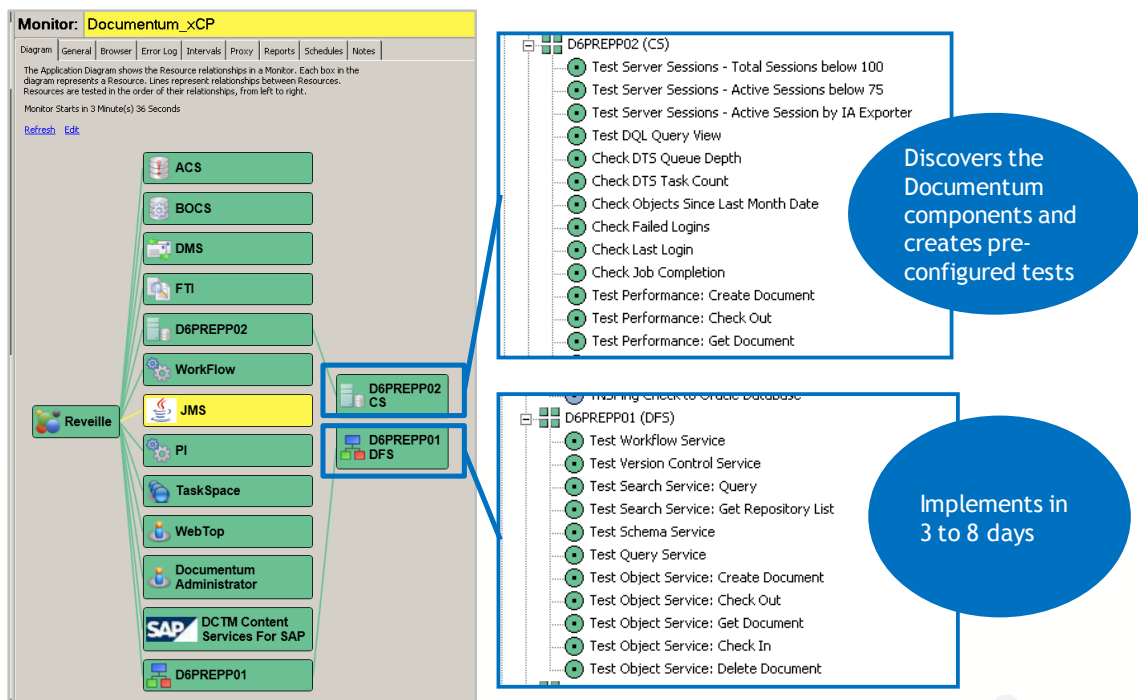 Monitor: Documentum_xCP
Diagram General Browser Error Log Intervals Proxy Reports Schedules Notes
The Application Diagram shows the Resource relationships in a Monitor. Each box in the
diagram represents a Resource. Lines represent relationships between Resources.
Resources are tested in the order of their relationships, from left to right.
Monitor Starts in 3 Minute(s) 36 Seconds
Refresh Edit
Reveille
ACS
BOCS
DMS
FTI
D6PREPP02
WorkFlow
JMS
PI
TaskSpace
WebTop
Documentum
Administrator
SAP
DCTM Content
Services For SAP
D6PREPP01
D6PREPP02
CS
D6PREPP01
DFS
D6PREPP02 (CS)
Test Server Sessions - Total Sessions below 100
Test Server Sessions - Active Sessions below 75
Test Server Sessions - Active Session by IA Exporter
Test DQL Query View
Check DTS Queue Depth
Check DTS Task Count
Check Objects Since Last Month Date
Check Failed Logins
Check Last Login
Check Job Completion
Test Performance: Create Document
Test Performance: Check Out
Test Performance: Get Document
Discovers the
Documentum
components and
creates pre-
configured tests
TNSPing Check to Oracle Database
D6PREPP01 (DFS)
Test Workflow Service
Test Version Control Service
Test Search Service: Query
Test Search Service: Get Repository List
Test Schema Service
Test Query Service
Test Object Service: Create Document
Test Object Service: Check Out
Test Object Service: Get Document
Test Object Service: Check In
Test Object Service: Delete Document
Implements in
3 to 8 days